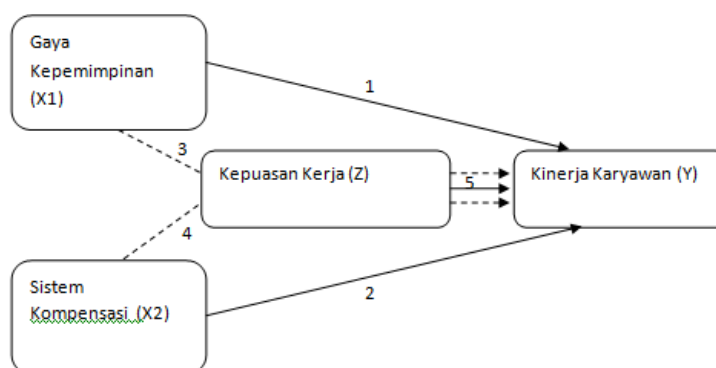 Gaya
Kepemimpinan
(X1)
1
3
Kepuasan Kerja (Z)
5
Kinerja Karyawan (Y)
4
Sistem
Kompensasi (X2)
2